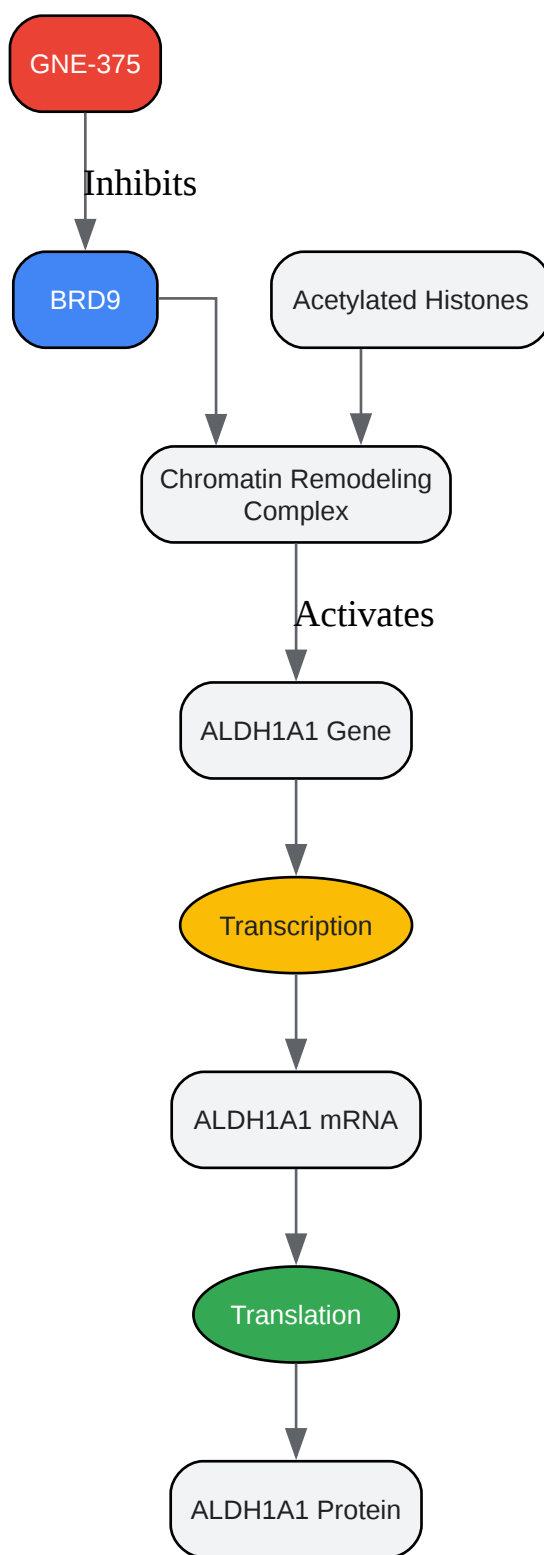 GNE-375
Inhibits
BRD9
Acetylated Histones
Chromatin Remodeling
Complex
Activates
ALDH1A1 Gene
Transcription
ALDH1A1 mRNA
Translation
ALDH1A1 Protein